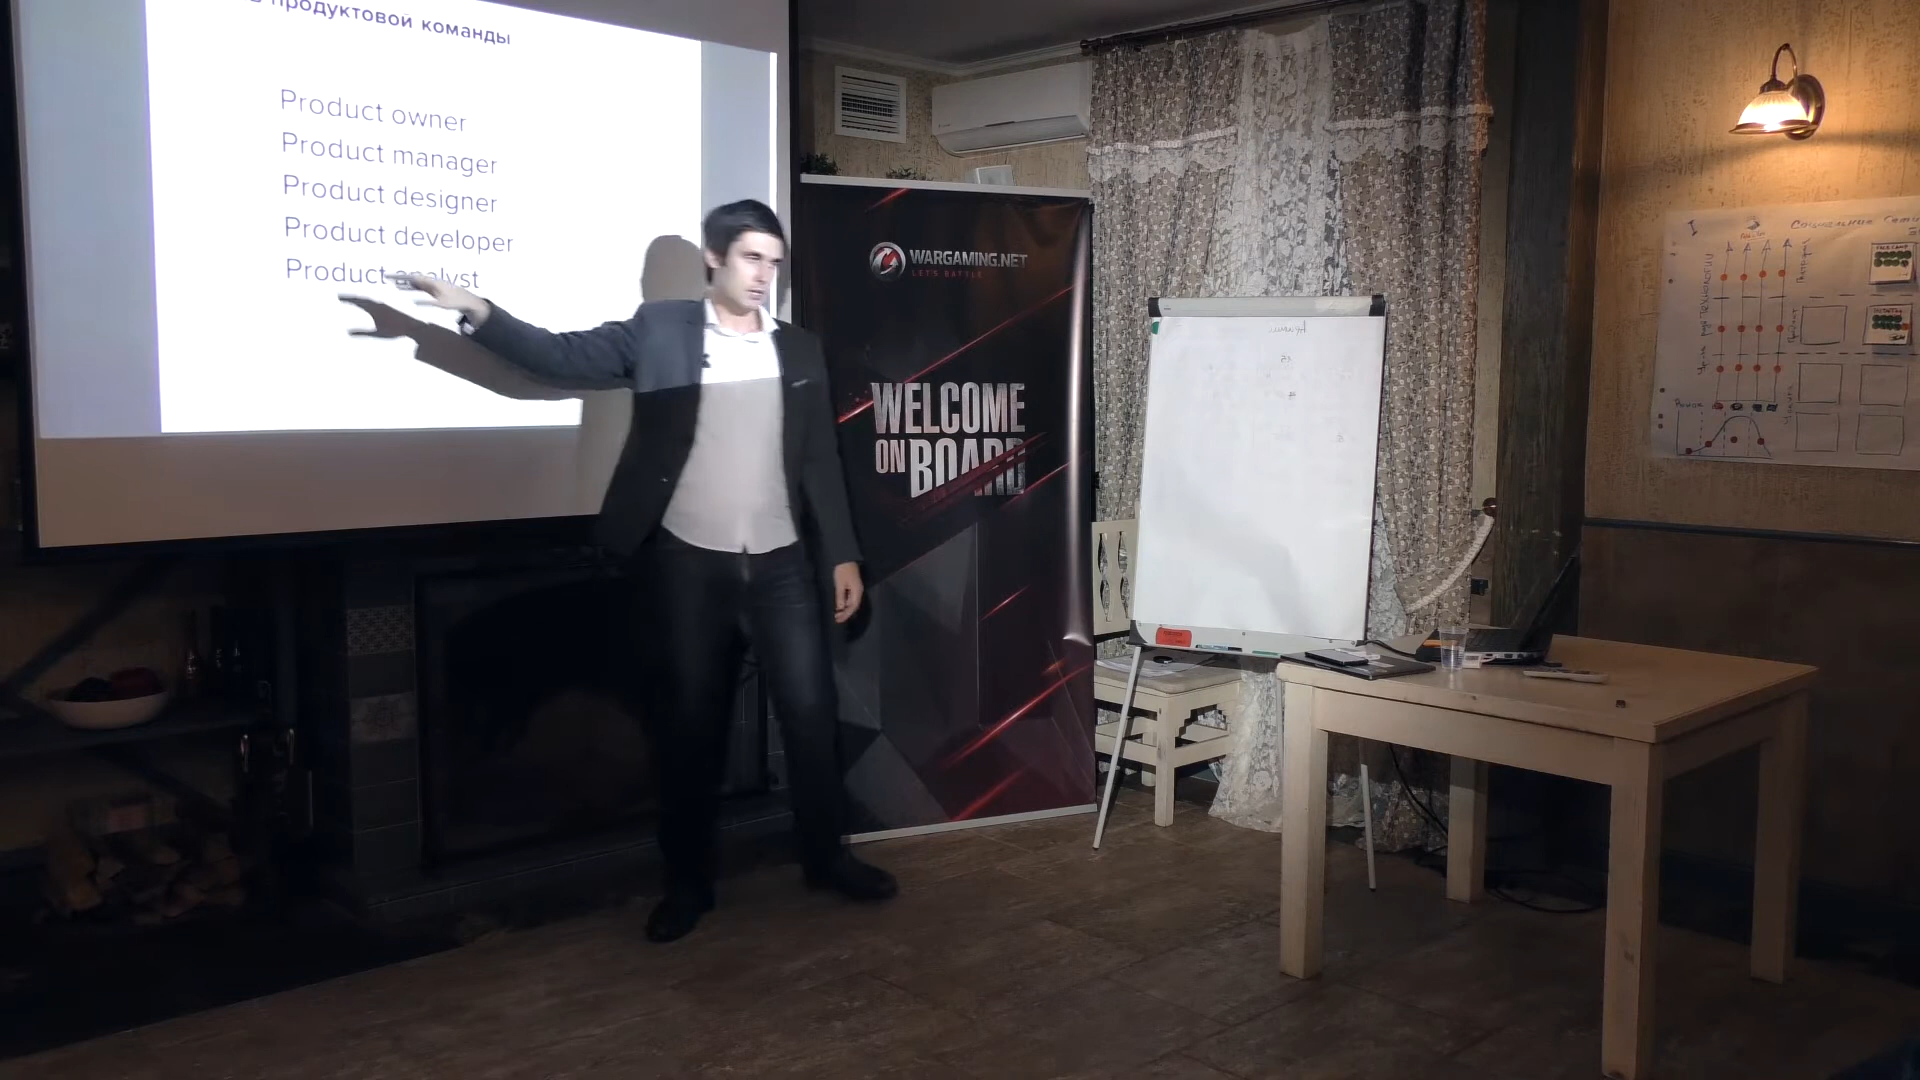 продуктовой команды
Product owner
Product manager
Product designer
Product developer
Product analyst
WARGAMING.NET
LET'S BATTLE
WELCOME
ON BOARD
Социальные